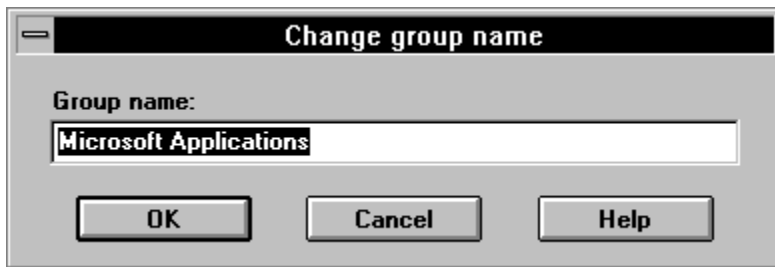 Change group name
Group name:
Microsoft Applications
OK Cancel Help